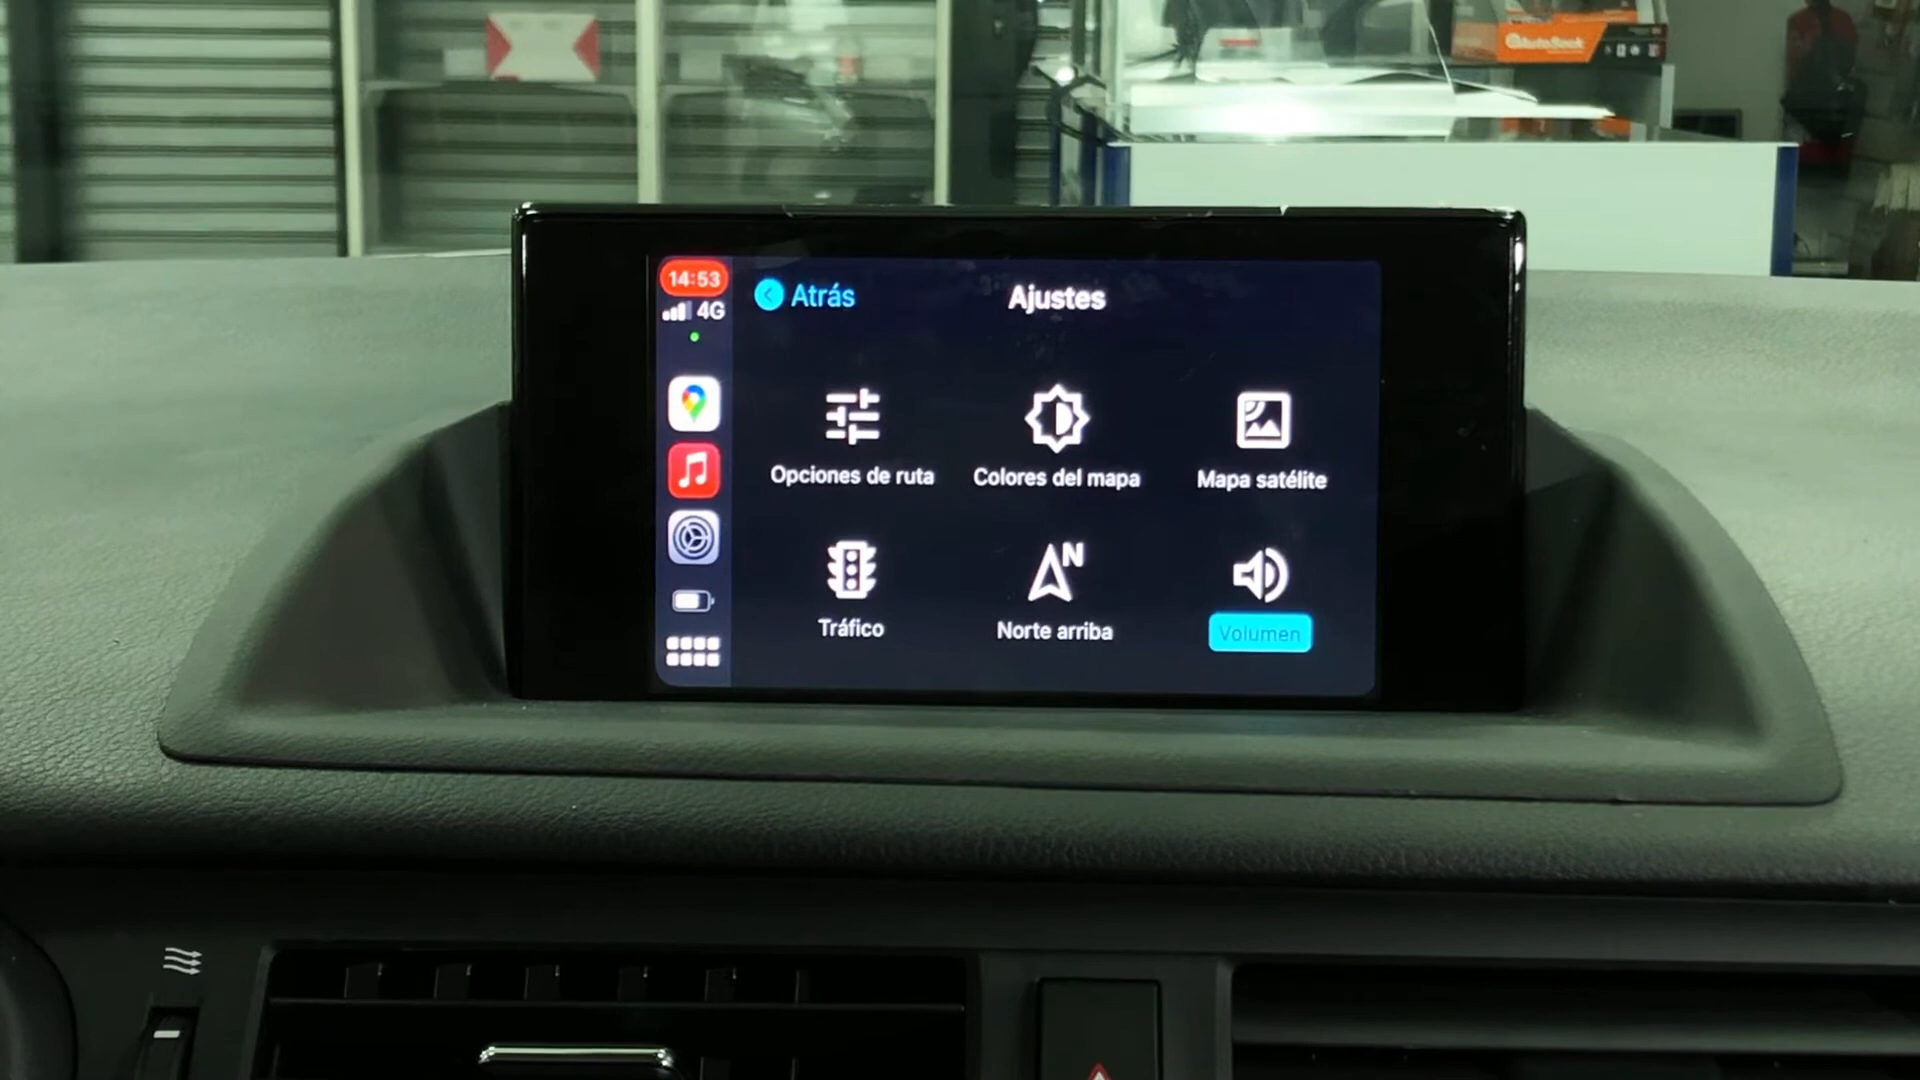 14:53
4G
Atrás
Ajustes
Opciones de ruta
Colores del mapa
Mapa satélite
N
Tráfico
Norte arriba
Volumen